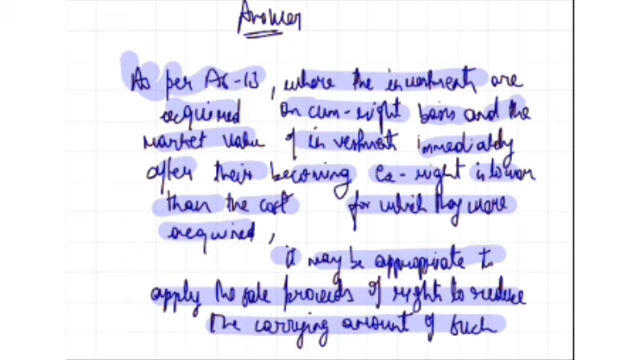 Answer
As per AS-13, where the investments are
acquired on cum-right basis and the
market value of investment immediately
after their becoming Ex-right is lower
than the cost for which they were
acquired,
it may be appropriate to
apply the sale proceeds of right to reduce
the carrying amount of such